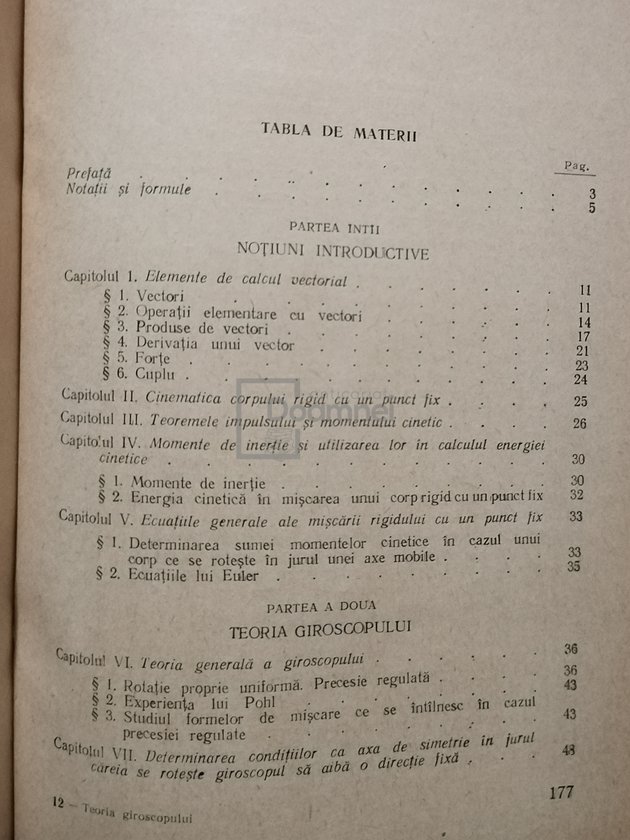 TABLA DE MATERII
Pag.
Prefață . . . . . . . . . . . . 3
Notații și formule . . . . . . . . . . 5
PARTEA INTII
NOȚIUNI INTRODUCTIVE
Capitolul I. Elemente de calcul vectorial . . . . . . 11
§ 1. Vectori . . . . . . . . . . 11
§ 2. Operații elementare cu vectori . . . . . . 14
§ 3. Produse de vectori . . . . . . . . 17
§ 4. Derivația unui vector . . . . . . . 21
§ 5. Forțe . . . . . . . . . . 23
§ 6. Cuplu . . . . . . . . . . 24
Capitolul II. Cinematica corpului rigid cu un punct fix . . . . 25
Capitolul III. Teoremele impulsului și momentului cinetic . . . . 26
Capitolul IV. Momente de inerție și utilizarea lor în calculul energiei
cinetice . . . . . . . . . . . 30
§ 1. Momente de inerție . . . . . . . . 30
§ 2. Energia cinetică în mișcarea unui corp rigid cu un punct fix 32
Capitolul V. Ecuațiile generale ale mișcării rigidului cu un punct fix 33
§ 1. Determinarea sumei momentelor cinetice în cazul unui
corp ce se rotește în jurul unei axe mobile . . . . 33
§ 2. Ecuațiile lui Euler . . . . . . . . 35
PARTEA A DOUA
TEORIA GIROSCOPULUI
Capitolul VI. Teoria generală a giroscopului . . . . . . 36
§ 1. Rotație proprie uniformă. Precesie regulată . . . . 36
§ 2. Experiența lui Pohl . . . . . . . . 43
§ 3. Studiul formelor de mișcare ce se întîlnesc în cazul
precesiei regulate . . . . . . . . 43
Capitolul VII. Determinarea condițiilor ca axa de simetrie în jurul
căreia se rotește giroscopul să aibă o direcție fixă . . . 48
12 — Teoria giroscopului
177